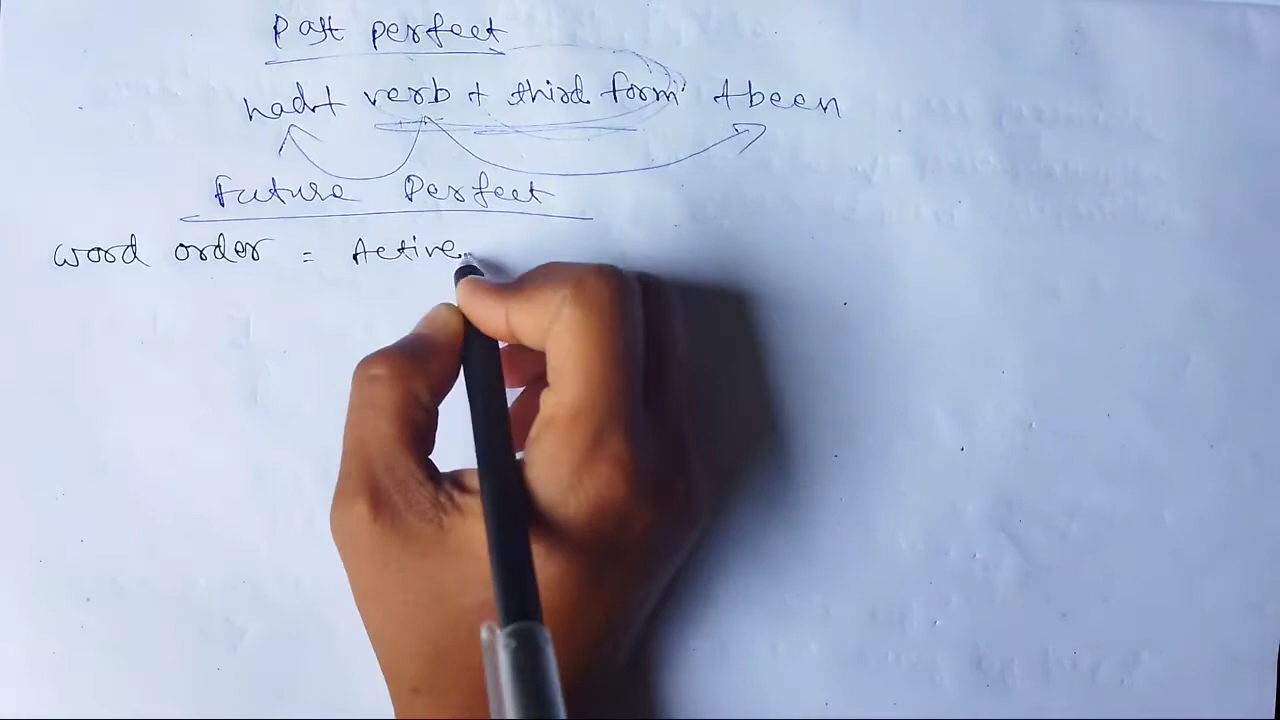 Past perfect
had+ verb + third form +been
Future Perfect
word order = Active